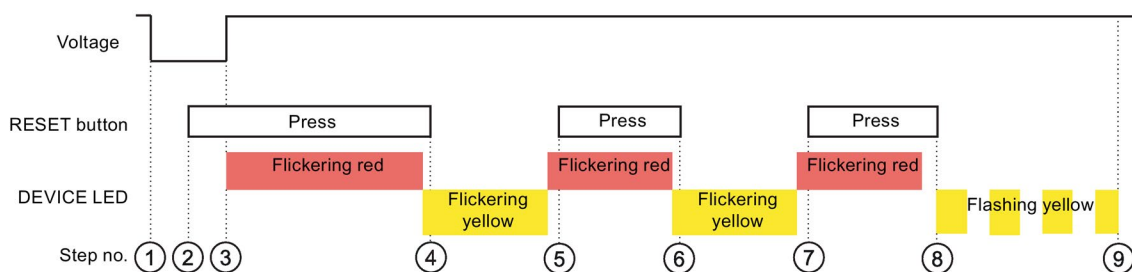 Voltage
RESET button
Press
Press
Press
DEVICE LED
Flickering red
Flickering red
Flickering red
Flickering
yellow
Flickering
yellow
Flashing yellow
Step no.
1 2 3 4 5 6 7 8 9